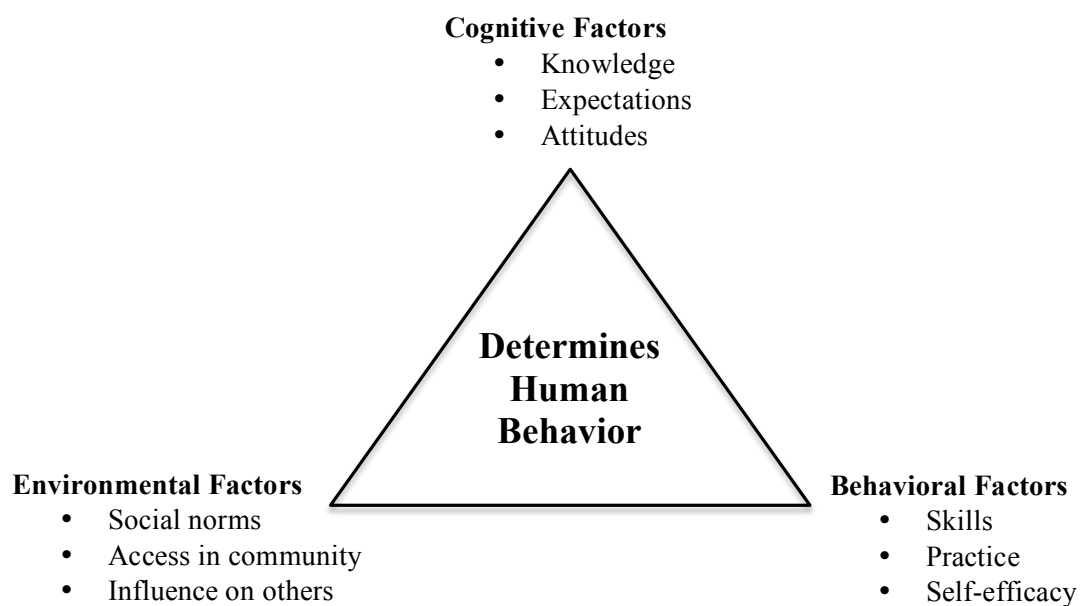 Cognitive Factors
• Knowledge
• Expectations
• Attitudes
Determines
Human
Behavior
Environmental Factors
• Social norms
• Access in community
• Influence on others
Behavioral Factors
• Skills
• Practice
• Self-efficacy